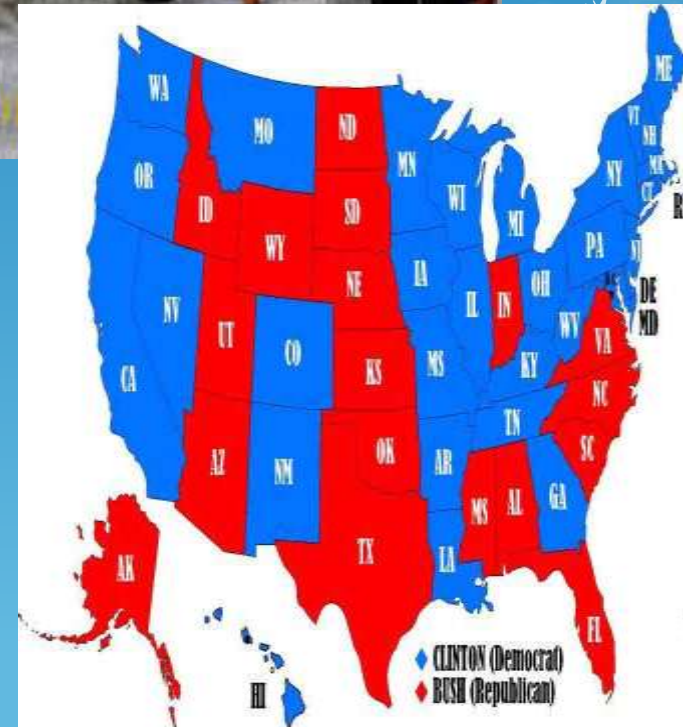 ME
WA
MO
ND
VT
MN
NH
OR
NY
MA
WI
CT
ID
SD
MI
R
WY
PA
NJ
IA
NE
OH
DE
NV
IL
IN
MD
UT
CO
WV
VA
CA
KS
MS
KY
NC
TN
OK
SC
AZ
NM
AR
GA
MS
AL
TX
LA
AK
FL
CLINTON (Democrat)
HI
BUSH (Republican)